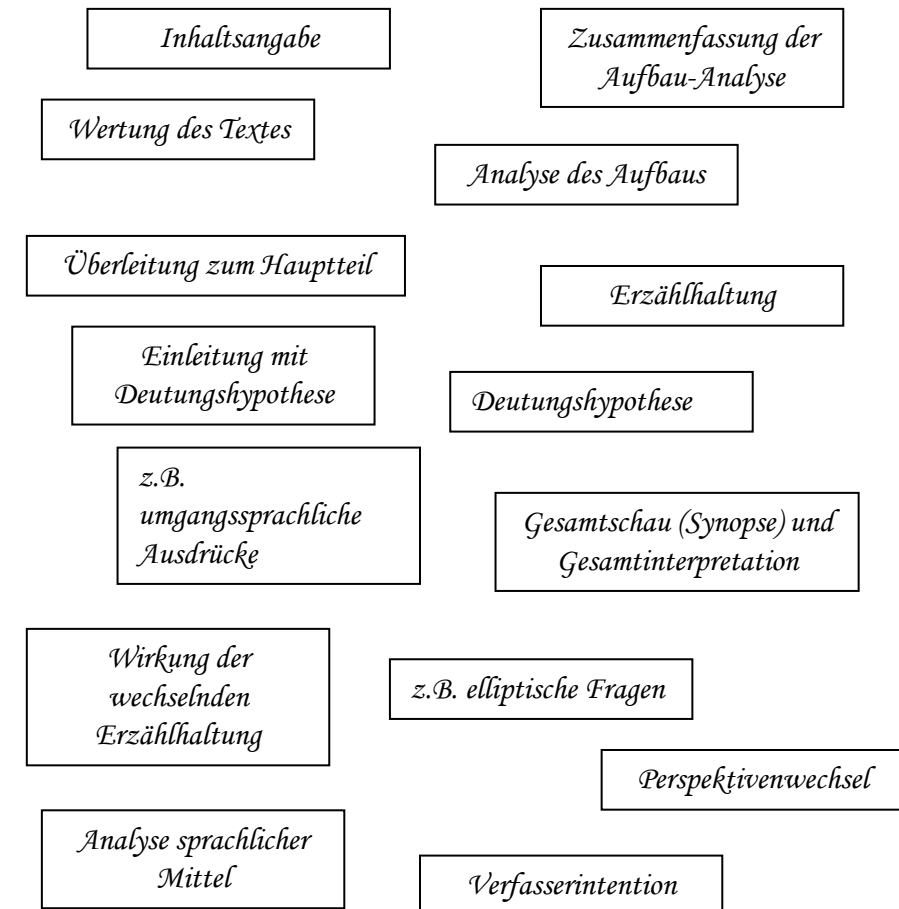 Inhaltsangabe
Zusammenfassung der
Aufbau-Analyse
Wertung des Textes
Analyse des Aufbaus
Überleitung zum Hauptteil
Erzählhaltung
Einleitung mit
Deutungshypothese
Deutungshypothese
z.B.
umgangssprachliche
Ausdrücke
Gesamtschau (Synopse) und
Gesamtinterpretation
Wirkung der
wechselnden
Erzählhaltung
z.B. elliptische Fragen
Perspektivenwechsel
Analyse sprachlicher
Mittel
Verfasserintention